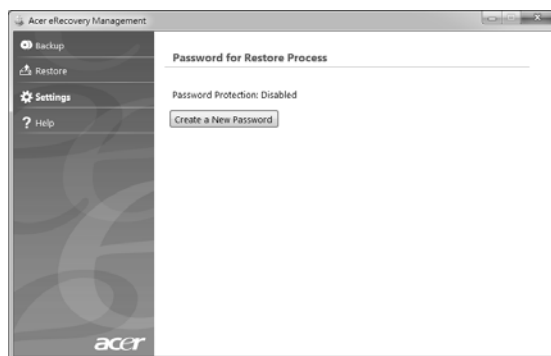 Acer eRecovery Management
Backup
Restore
Settings
Help
Password for Restore Process
Password Protection: Disabled
Create a New Password
acer